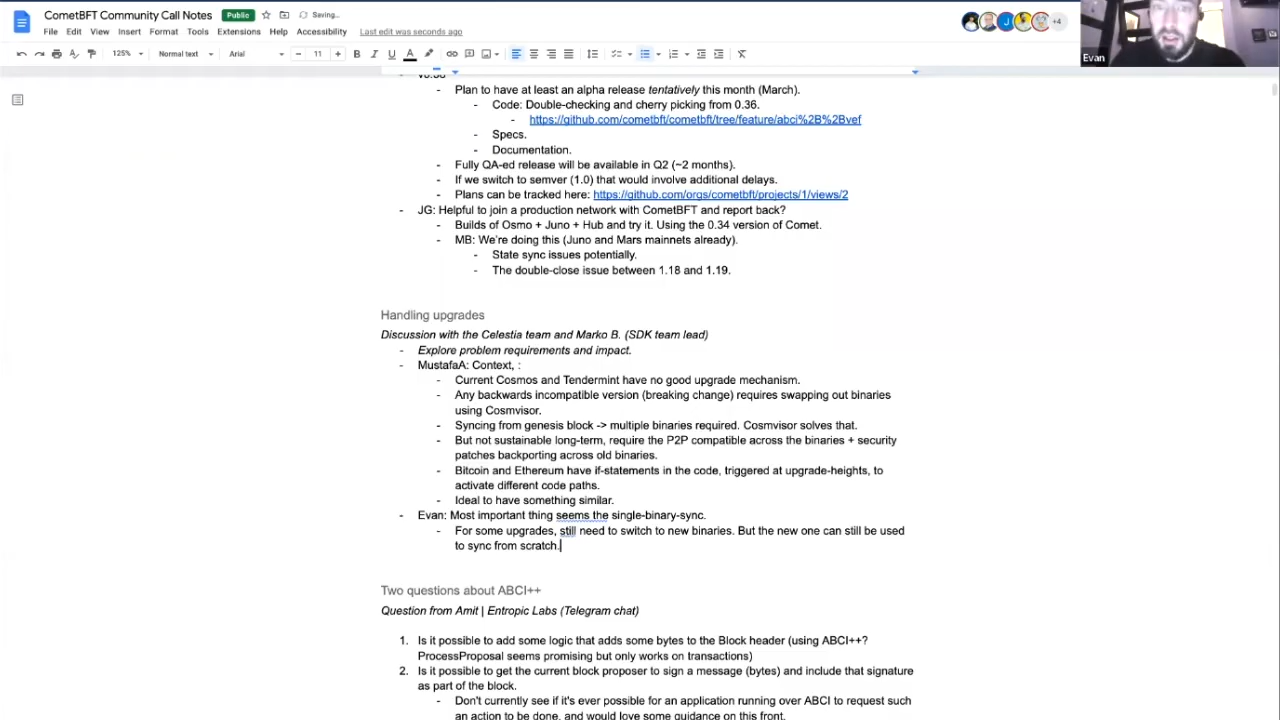 CometBFT Community Call Notes
Public
Saving...
File Edit View Insert Format Tools Extensions Help Accessibility
Last edit was seconds ago
+4
Evan
125%
Normal text
Arial
11
- Plan to have at least an alpha release tentatively this month (March).
- Code: Double-checking and cherry picking from 0.36.
- https://github.com/cometbft/cometbft/tree/feature/abci%2B%2Bvef
- Specs.
- Documentation.
- Fully QA-ed release will be available in Q2 (~2 months).
- If we switch to semver (1.0) that would involve additional delays.
- Plans can be tracked here: https://github.com/orgs/cometbft/projects/1/views/2
- JG: Helpful to join a production network with CometBFT and report back?
- Builds of Osmo + Juno + Hub and try it. Using the 0.34 version of Comet.
- MB: We're doing this (Juno and Mars mainnets already).
- State sync issues potentially.
- The double-close issue between 1.18 and 1.19.
Handling upgrades
Discussion with the Celestia team and Marko B. (SDK team lead)
- Explore problem requirements and impact.
- MustafaA: Context, :
- Current Cosmos and Tendermint have no good upgrade mechanism.
- Any backwards incompatible version (breaking change) requires swapping out binaries
using Cosmvisor.
- Syncing from genesis block -> multiple binaries required. Cosmvisor solves that.
- But not sustainable long-term, require the P2P compatible across the binaries + security
patches backporting across old binaries.
- Bitcoin and Ethereum have if-statements in the code, triggered at upgrade-heights, to
activate different code paths.
- Ideal to have something similar.
- Evan: Most important thing seems the single-binary-sync.
- For some upgrades, still need to switch to new binaries. But the new one can still be used
to sync from scratch.
Two questions about ABCI++
Question from Amit | Entropic Labs (Telegram chat)
1. Is it possible to add some logic that adds some bytes to the Block header (using ABCI++?
ProcessProposal seems promising but only works on transactions)
2. Is it possible to get the current block proposer to sign a message (bytes) and include that signature
as part of the block.
- Don't currently see if it's ever possible for an application running over ABCI to request such
an action to be done, and would love some guidance on this front.